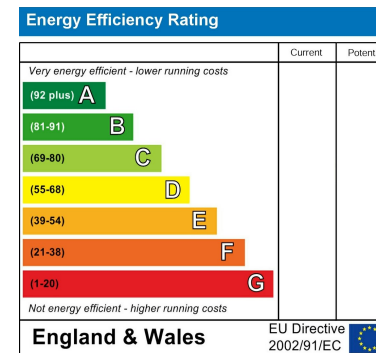 Energy Efficiency Rating
Current Potent
Very energy efficient - lower running costs
(92 plus) A
(81-91) B
(69-80) C
(55-68) D
(39-54) E
(21-38) F
(1-20) G
Not energy efficient - higher running costs
England & Wales
EU Directive
2002/91/EC